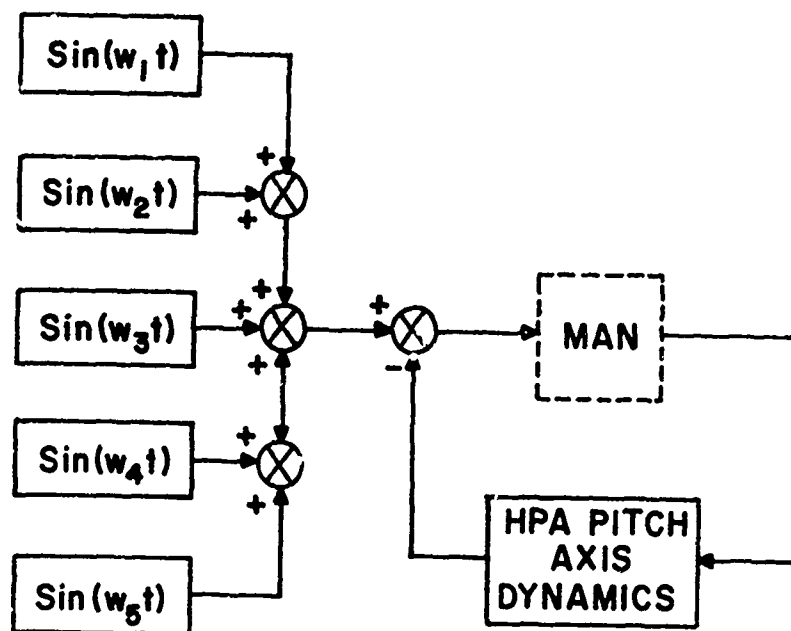 Sin(w₁t)
+
Sin(w₂t)
+
+
Sin(w₃t)
+
+
+
-
MAN
Sin(w₄t)
+
+
+
Sin(w₅t)
HPA PITCH
AXIS
DYNAMICS